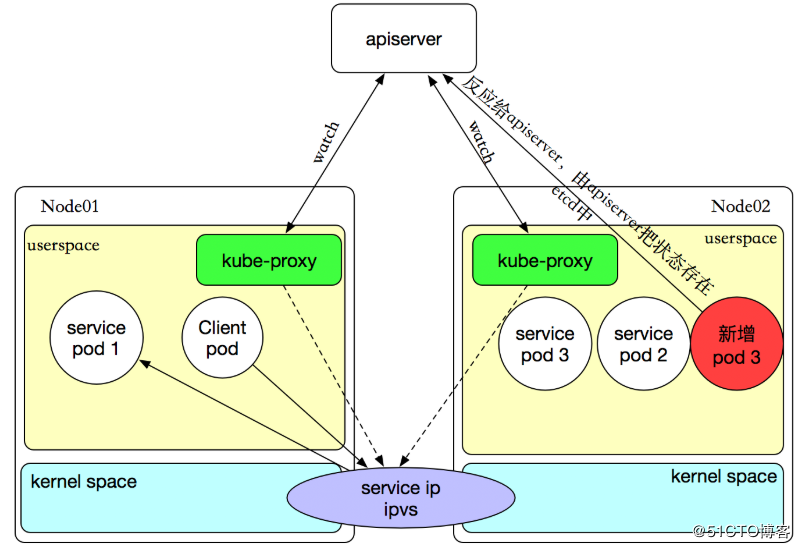 apiserver
watch
watch
反应给apiserver，由apiserver把状态存在
etcd中
Node01
Node02
userspace
userspace
kube-proxy
kube-proxy
service
pod 1
Client
pod
service
pod 3
service
pod 2
新增
pod 3
kernel space
kernel space
service ip
ipvs
@51CTO博客